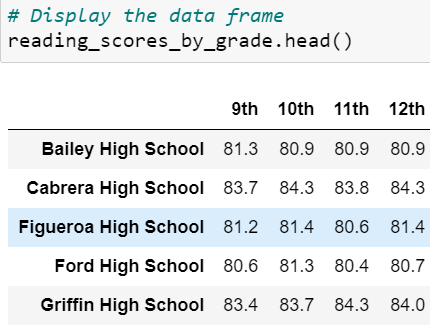 # Display the data frame
reading_scores_by_grade.head()
9th 10th 11th 12th
Bailey High School 81.3 80.9 80.9 80.9
Cabrera High School 83.7 84.3 83.8 84.3
Figueroa High School 81.2 81.4 80.6 81.4
Ford High School 80.6 81.3 80.4 80.7
Griffin High School 83.4 83.7 84.3 84.0